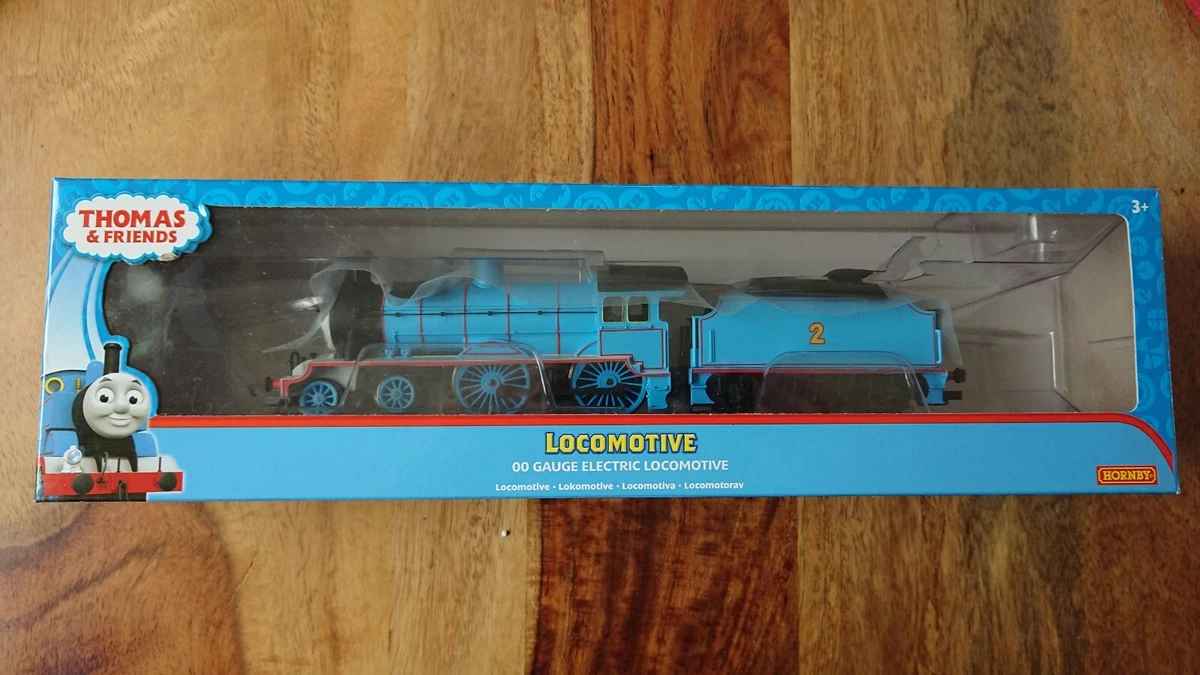 THOMAS
& FRIENDS
3+
2
LOCOMOTIVE
00 GAUGE ELECTRIC LOCOMOTIVE
Locomotive • Lokomotive • Locomotiva • Locomotorav
HORNBY®